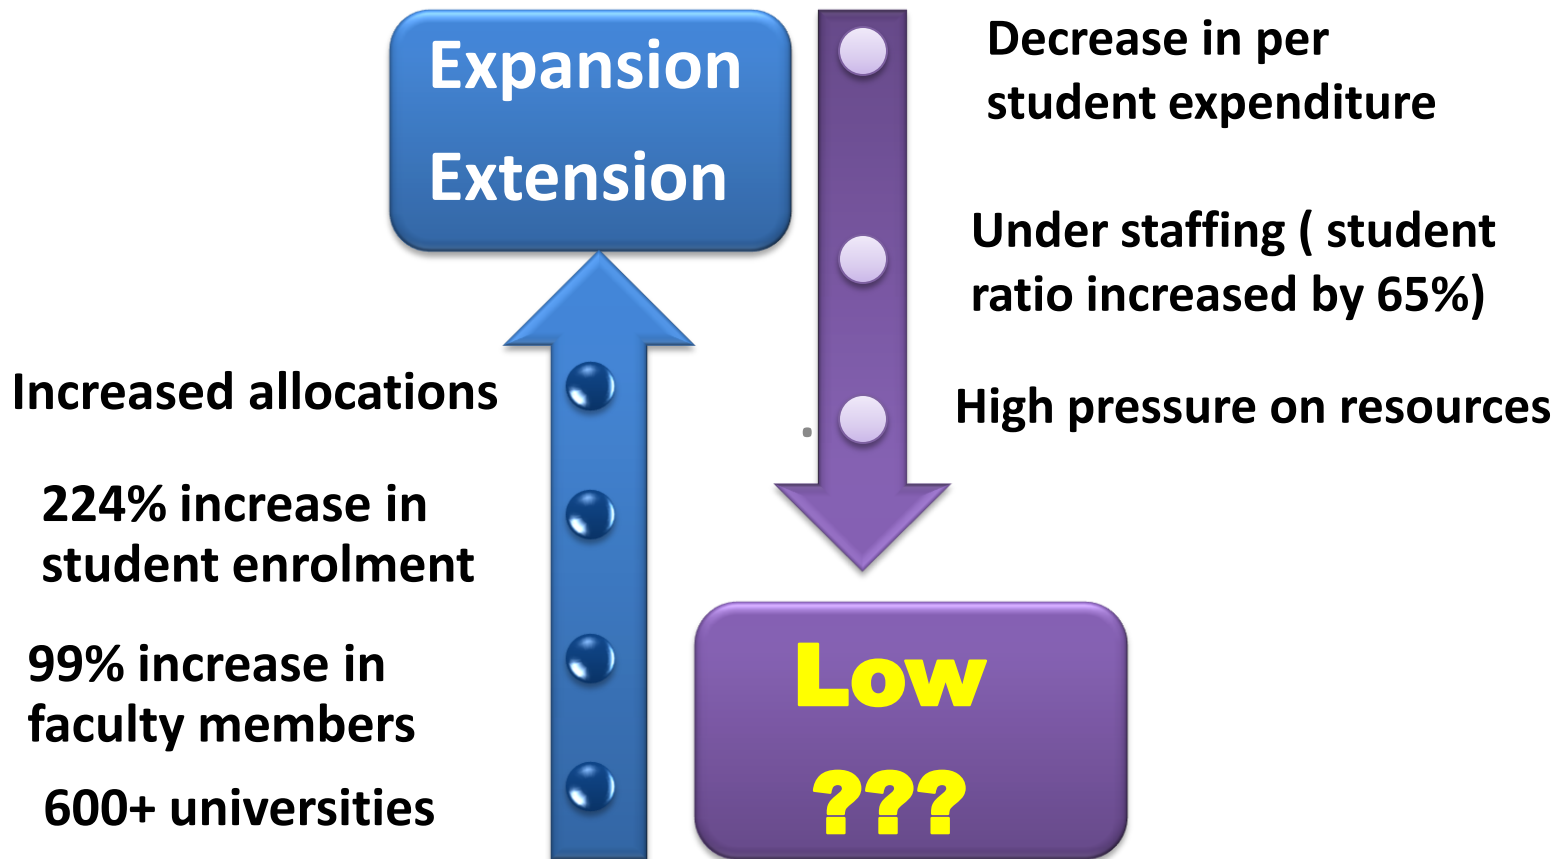 Expansion
Extension
Increased allocations
224% increase in
student enrolment
99% increase in
faculty members
600+ universities
Decrease in per
student expenditure
Under staffing ( student
ratio increased by 65%)
High pressure on resources
Low
???